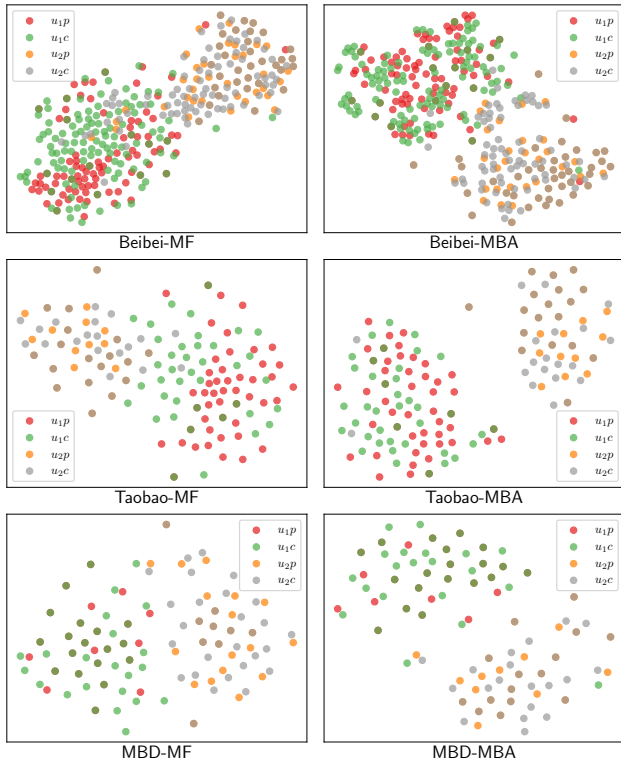 u₁p
u₁c
u₂p
u₂c
Beibei-MF
u₁p
u₁c
u₂p
u₂c
Beibei-MBA
u₁p
u₁c
u₂p
u₂c
Taobao-MF
u₁p
u₁c
u₂p
u₂c
Taobao-MBA
u₁p
u₁c
u₂p
u₂c
MBD-MF
u₁p
u₁c
u₂p
u₂c
MBD-MBA